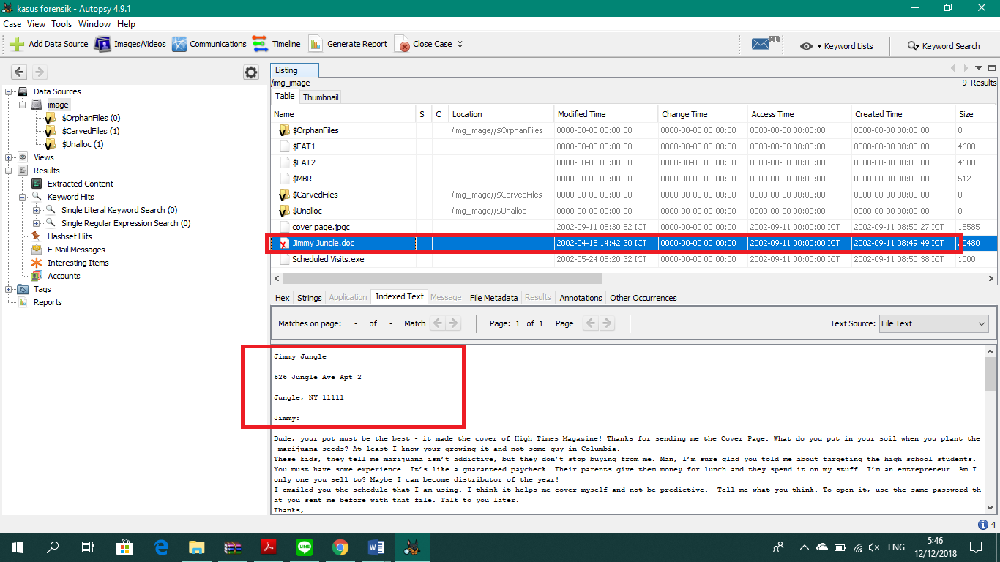 kasus forensik - Autopsy 4.9.1
Case View Tools Window Help
Add Data Source Images/Videos Communications Timeline Generate Report Close Case 11 Keyword Lists Keyword Search
Data Sources
image
$OrphanFiles (0)
$CarvedFiles (1)
$Unalloc (1)
Views
Results
Extracted Content
Keyword Hits
Single Literal Keyword Search (0)
Single Regular Expression Search (0)
Hashset Hits
E-Mail Messages
Interesting Items
Accounts
Tags
Reports
Listing
/img_image 9 Results
Table Thumbnail
Name S C Location Modified Time Change Time Access Time Created Time Size
$OrphanFiles /img_image//$OrphanFiles 0000-00-00 00:00:00 0000-00-00 00:00:00 0000-00-00 00:00:00 0000-00-00 00:00:00 0
$FAT1 0000-00-00 00:00:00 0000-00-00 00:00:00 0000-00-00 00:00:00 0000-00-00 00:00:00 4608
$FAT2 0000-00-00 00:00:00 0000-00-00 00:00:00 0000-00-00 00:00:00 0000-00-00 00:00:00 4608
$MBR 0000-00-00 00:00:00 0000-00-00 00:00:00 0000-00-00 00:00:00 0000-00-00 00:00:00 512
$CarvedFiles /img_image//$CarvedFiles 0000-00-00 00:00:00 0000-00-00 00:00:00 0000-00-00 00:00:00 0000-00-00 00:00:00 0
$Unalloc /img_image//$Unalloc 0000-00-00 00:00:00 0000-00-00 00:00:00 0000-00-00 00:00:00 0000-00-00 00:00:00 0
cover page.jpgc 2002-09-11 08:30:52 ICT 0000-00-00 00:00:00 2002-09-11 00:00:00 ICT 2002-09-11 08:50:27 ICT 15585
Jimmy Jungle.doc 2002-04-15 14:42:30 ICT 0000-00-00 00:00:00 2002-09-11 00:00:00 ICT 2002-09-11 08:49:49 ICT
Scheduled Visits.exe 2002-05-24 08:20:32 ICT 0000-00-00 00:00:00 2002-09-11 00:00:00 ICT 2002-09-11 08:50:38 ICT 1000
Hex Strings Application Indexed Text Message File Metadata Results Annotations Other Occurrences
Matches on page: - of - Match Page: 1 of 1 Page Text Source: File Text
Jimmy Jungle
626 Jungle Ave Apt 2
Jungle, NY 11111
Jimmy:
Dude, your pot must be the best - it made the cover of High Times Magazine! Thanks for sending me the Cover Page. What do you put in your soil when you plant the
marijuana seeds? At least I know your growing it and not some guy in Columbia.
These kids, they tell me marijuana isn't addictive, but they don't stop buying from me. Man, I'm sure glad you told me about targeting the high school students.
You must have some experience. It's like a guaranteed paycheck. Their parents give them money for lunch and they spend it on my stuff. I'm an entrepreneur. Am I
only one you sell to? Maybe I can become distributor of the year!
I emailed you the schedule that I am using. I think it helps me cover myself and not be predictive.  Tell me what you think. To open it, use the same password th
at you sent me before with that file. Talk to you later.
Thanks,
4
ENG 5:46
12/12/2018